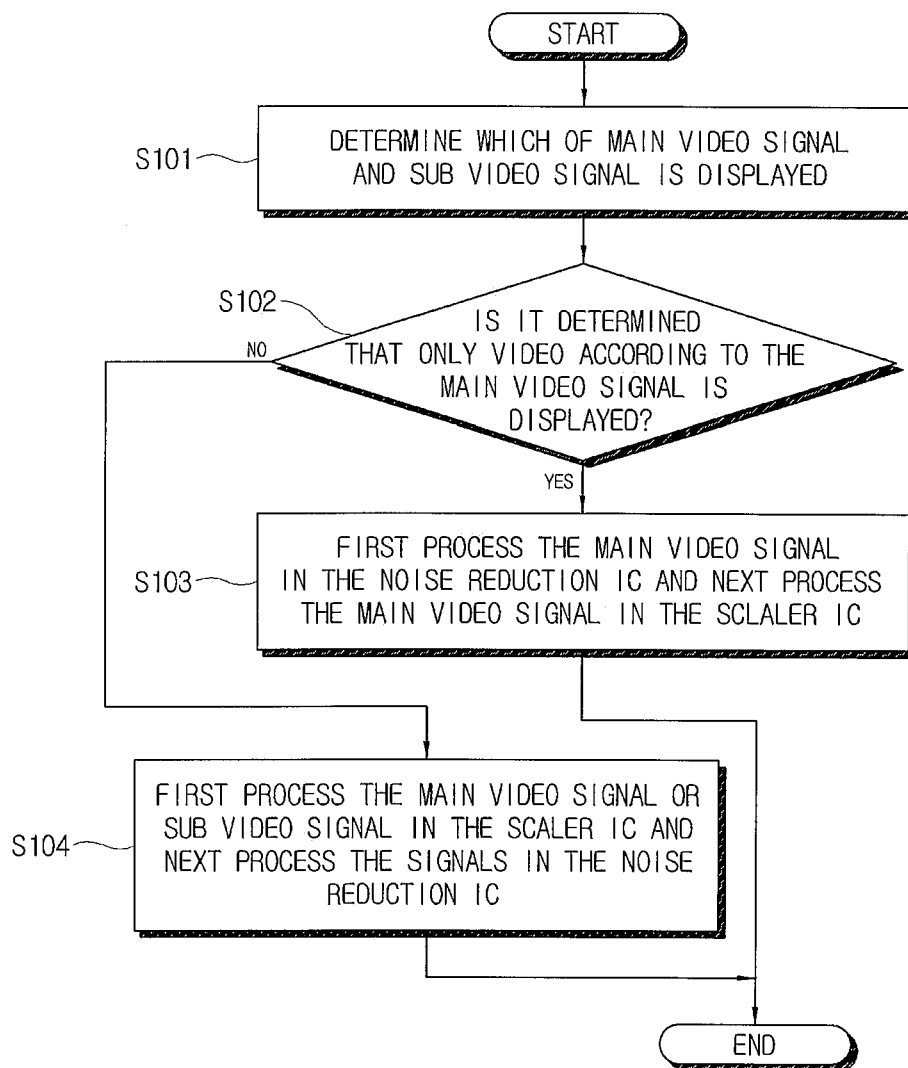 START
S101
DETERMINE WHICH OF MAIN VIDEO SIGNAL
AND SUB VIDEO SIGNAL IS DISPLAYED
S102
NO
IS IT DETERMINED
THAT ONLY VIDEO ACCORDING TO THE
MAIN VIDEO SIGNAL IS
DISPLAYED?
YES
S103
FIRST PROCESS THE MAIN VIDEO SIGNAL
IN THE NOISE REDUCTION IC AND NEXT PROCESS
THE MAIN VIDEO SIGNAL IN THE SCLALER IC
S104
FIRST PROCESS THE MAIN VIDEO SIGNAL OR
SUB VIDEO SIGNAL IN THE SCALER IC AND
NEXT PROCESS THE SIGNALS IN THE NOISE
REDUCTION IC
END